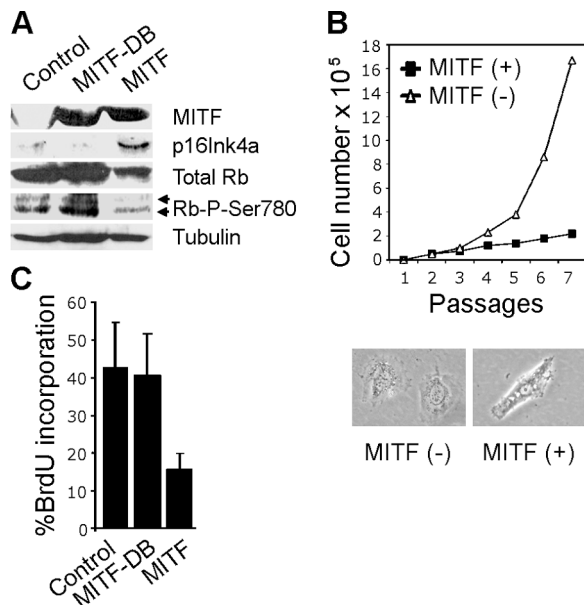 A
Control
MITF-DB
MITF
MITF
p16Ink4a
Total Rb
Rb-P-Ser780
Tubulin
B
Cell number x 10⁵
18
16
14
12
10
8
6
4
2
0
MITF (+)
MITF (-)
1 2 3 4 5 6 7
Passages
MITF (-)
MITF (+)
C
%BrdU incorporation
60
50
40
30
20
10
0
Control
MITF-DB
MITF